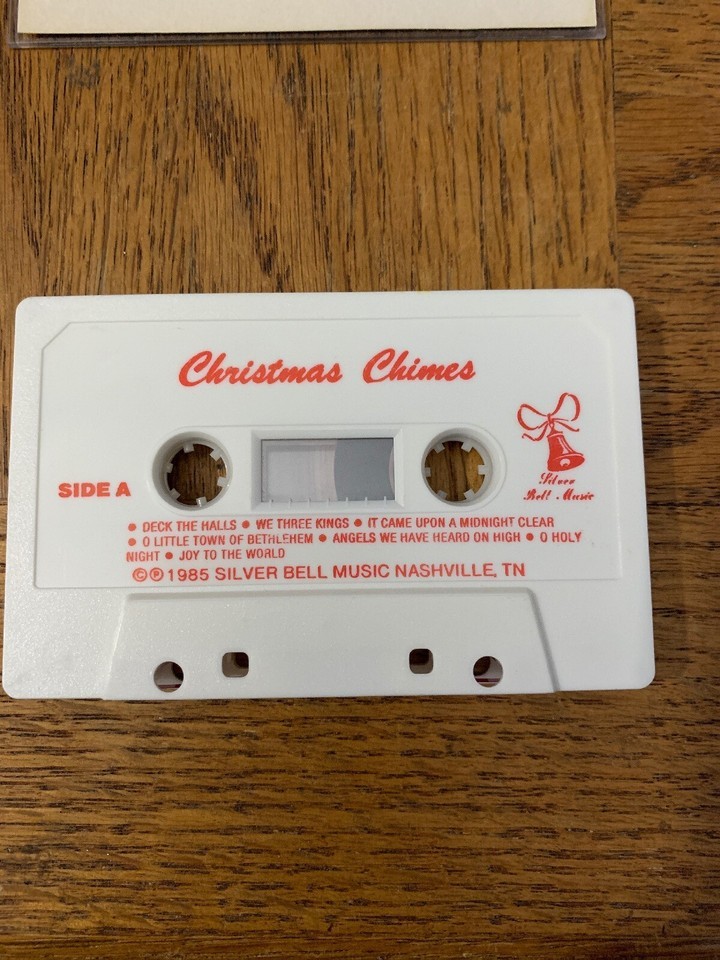 Christmas Chimes
Silver
Bell Music
SIDE A
• DECK THE HALLS • WE THREE KINGS • IT CAME UPON A MIDNIGHT CLEAR
• O LITTLE TOWN OF BETHLEHEM • ANGELS WE HAVE HEARD ON HIGH • O HOLY
NIGHT • JOY TO THE WORLD
©℗1985 SILVER BELL MUSIC NASHVILLE, TN